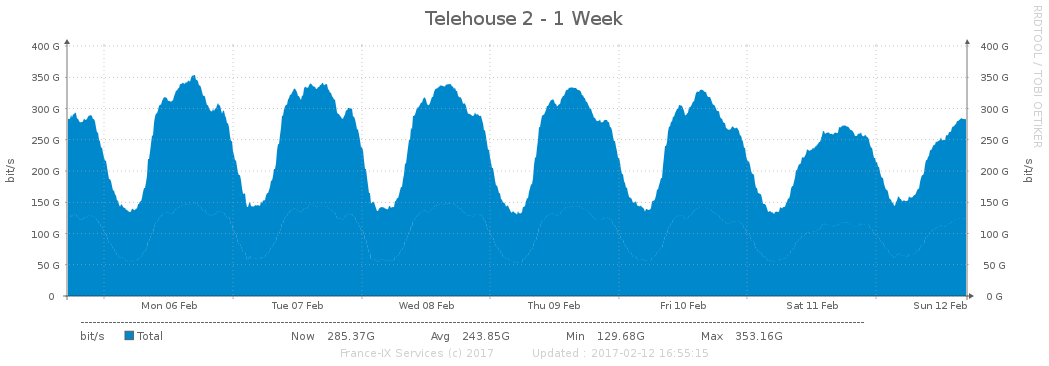 Telehouse 2 - 1 Week
RRDTOOL / TOBI OETIKER
400 G 400 G
350 G 350 G
300 G 300 G
250 G 250 G
200 G 200 G
150 G 150 G
100 G 100 G
50 G 50 G
0 0 G
bit/s bit/s
Mon 06 Feb Tue 07 Feb Wed 08 Feb Thu 09 Feb Fri 10 Feb Sat 11 Feb Sun 12 Feb
bit/s Total Now 285.37G Avg 243.85G Min 129.68G Max 353.16G
France-IX Services (c) 2017 Updated : 2017-02-12 16:55:15